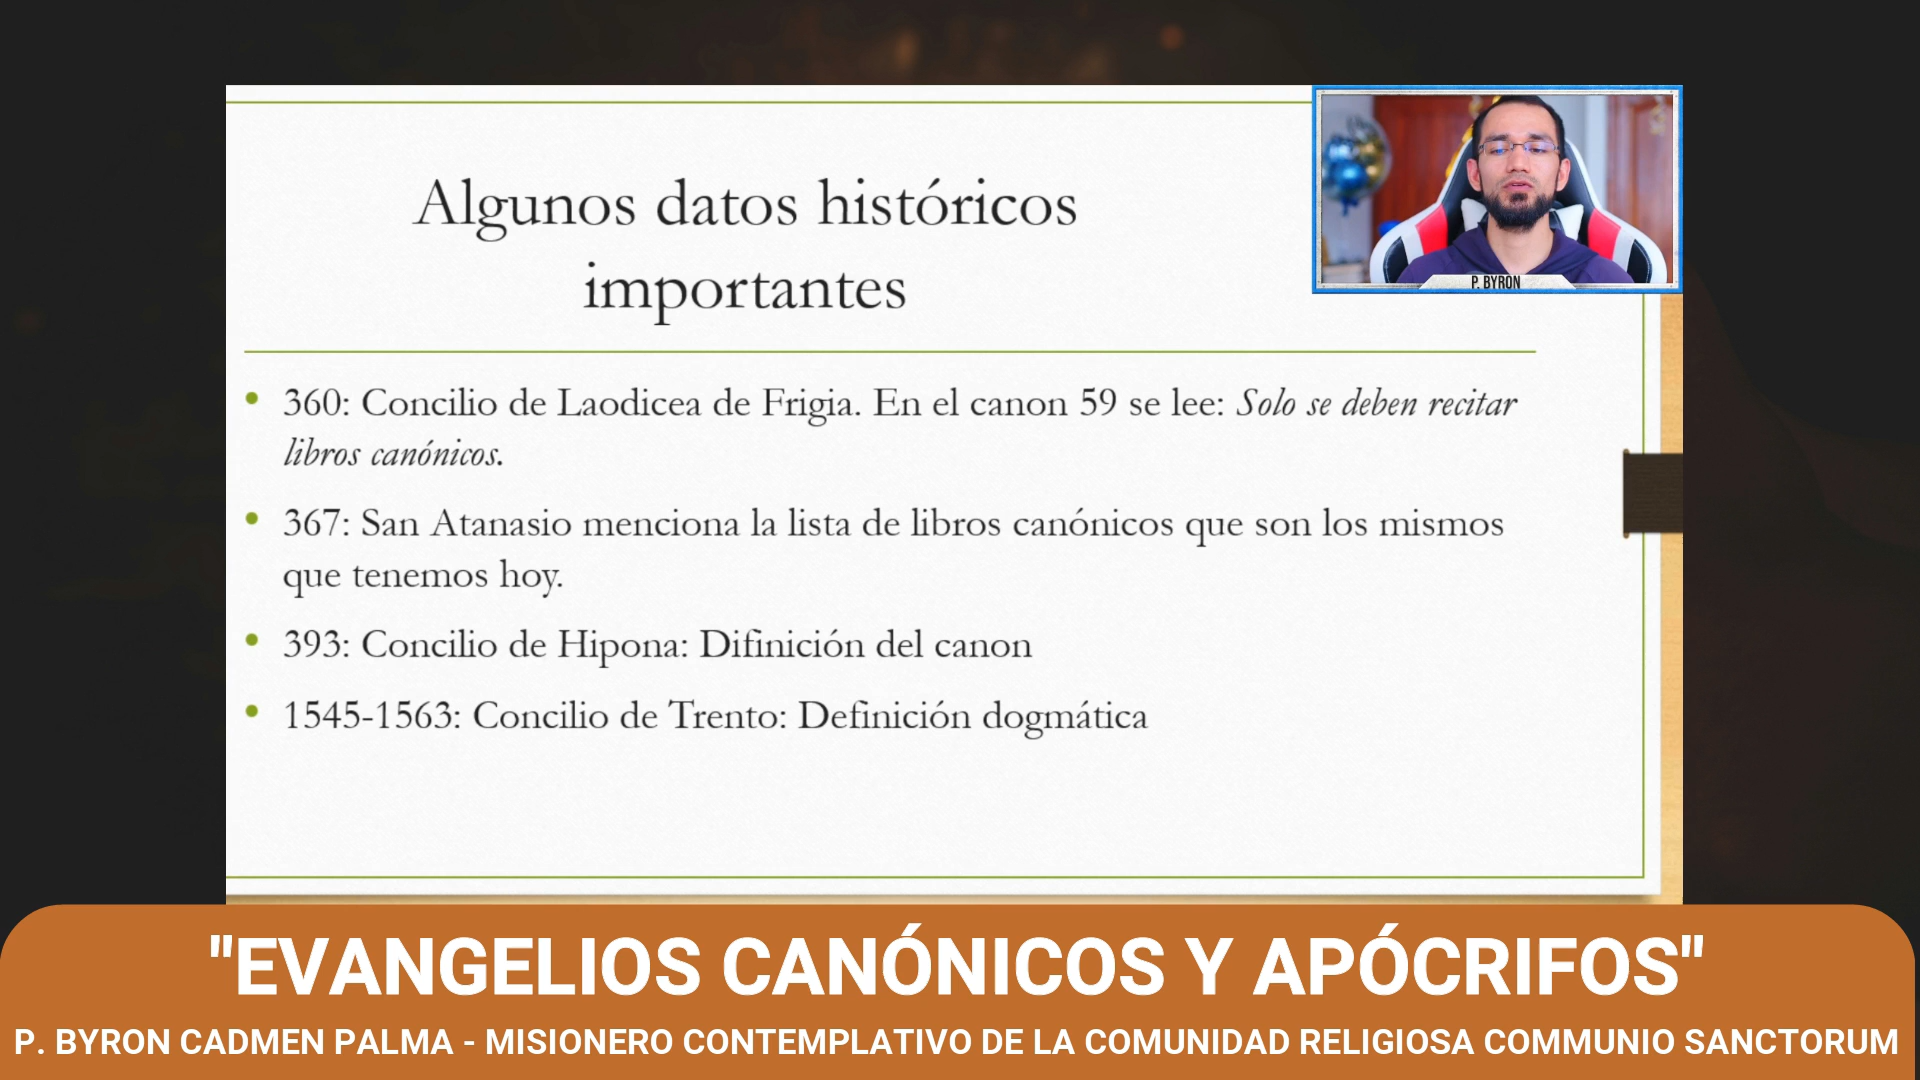 Algunos datos históricos
importantes
P. BYRON
• 360: Concilio de Laodicea de Frigia. En el canon 59 se lee: Solo se deben recitar
libros canónicos.
• 367: San Atanasio menciona la lista de libros canónicos que son los mismos
que tenemos hoy.
• 393: Concilio de Hipona: Difinición del canon
• 1545-1563: Concilio de Trento: Definición dogmática
"EVANGELIOS CANÓNICOS Y APÓCRIFOS"
P. BYRON CADMEN PALMA - MISIONERO CONTEMPLATIVO DE LA COMUNIDAD RELIGIOSA COMMUNIO SANCTORUM